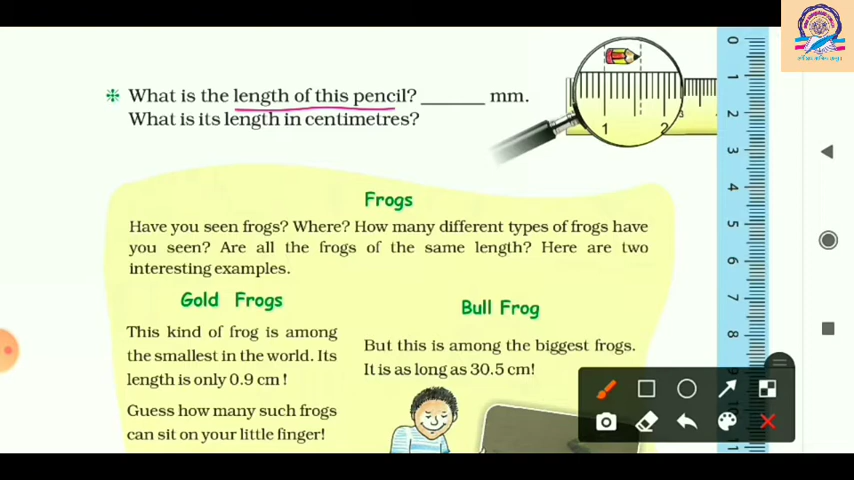 What is the length of this pencil? ______ mm.
What is its length in centimetres?
1 2 3
Frogs
Have you seen frogs? Where? How many different types of frogs have
you seen? Are all the frogs of the same length? Here are two
interesting examples.
Gold Frogs
This kind of frog is among
the smallest in the world. Its
length is only 0.9 cm!
Guess how many such frogs
can sit on your little finger!
Bull Frog
But this is among the biggest frogs.
It is as long as 30.5 cm!
0
1
2
3
4
5
6
7
8
9
11